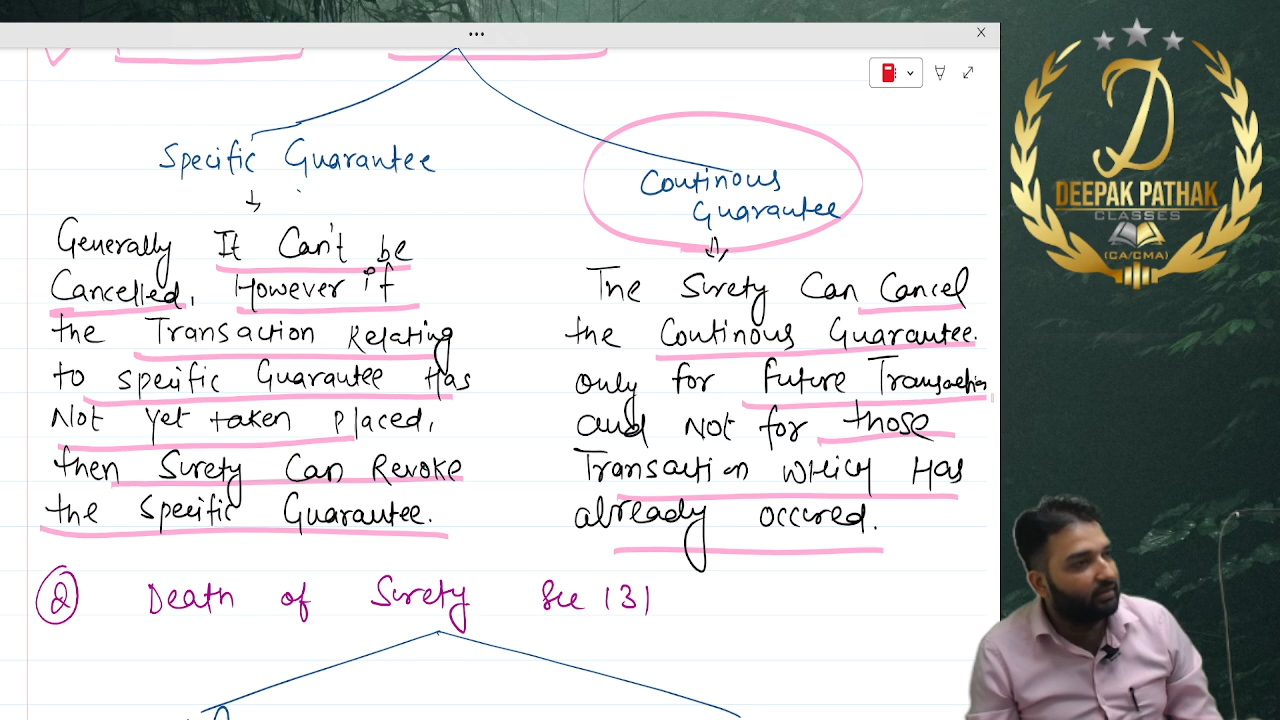 Specific Guarantee
Generally It Can't be
Cancelled, However if
the Transaction Relating
to Specific Guarantee Has
Not yet taken Placed,
then Surety Can Revoke
the Specific Guarantee.
Continous
Guarantee
The Surety Can Cancel
the Continous Guarantee.
only for future Transaction
and Not for those
Transaction which Has
already occured.
2 Death of Surety Sec 131
D
DEEPAK PATHAK
CLASSES
(CA/CMA)